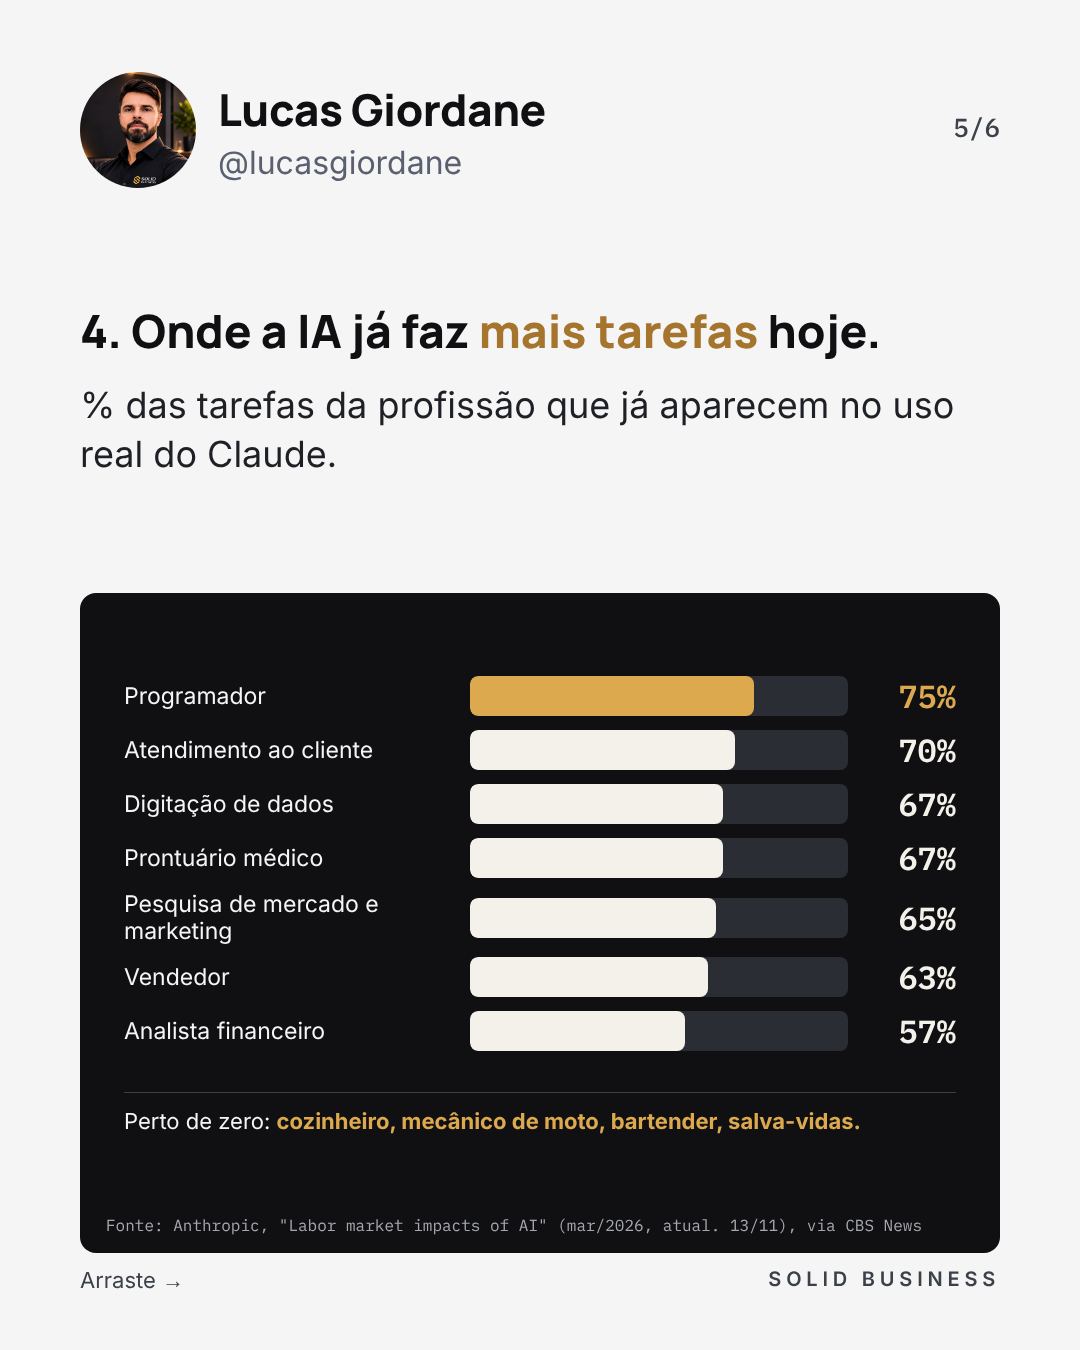 Lucas Giordane
@lucasgiordane
5/6
4. Onde a IA já faz mais tarefas hoje.
% das tarefas da profissão que já aparecem no uso
real do Claude.
Programador 75%
Atendimento ao cliente 70%
Digitação de dados 67%
Prontuário médico 67%
Pesquisa de mercado e
marketing 65%
Vendedor 63%
Analista financeiro 57%
Perto de zero: cozinheiro, mecânico de moto, bartender, salva-vidas.
Fonte: Anthropic, "Labor market impacts of AI" (mar/2026, atual. 13/11), via CBS News
Arraste →
SOLID BUSINESS